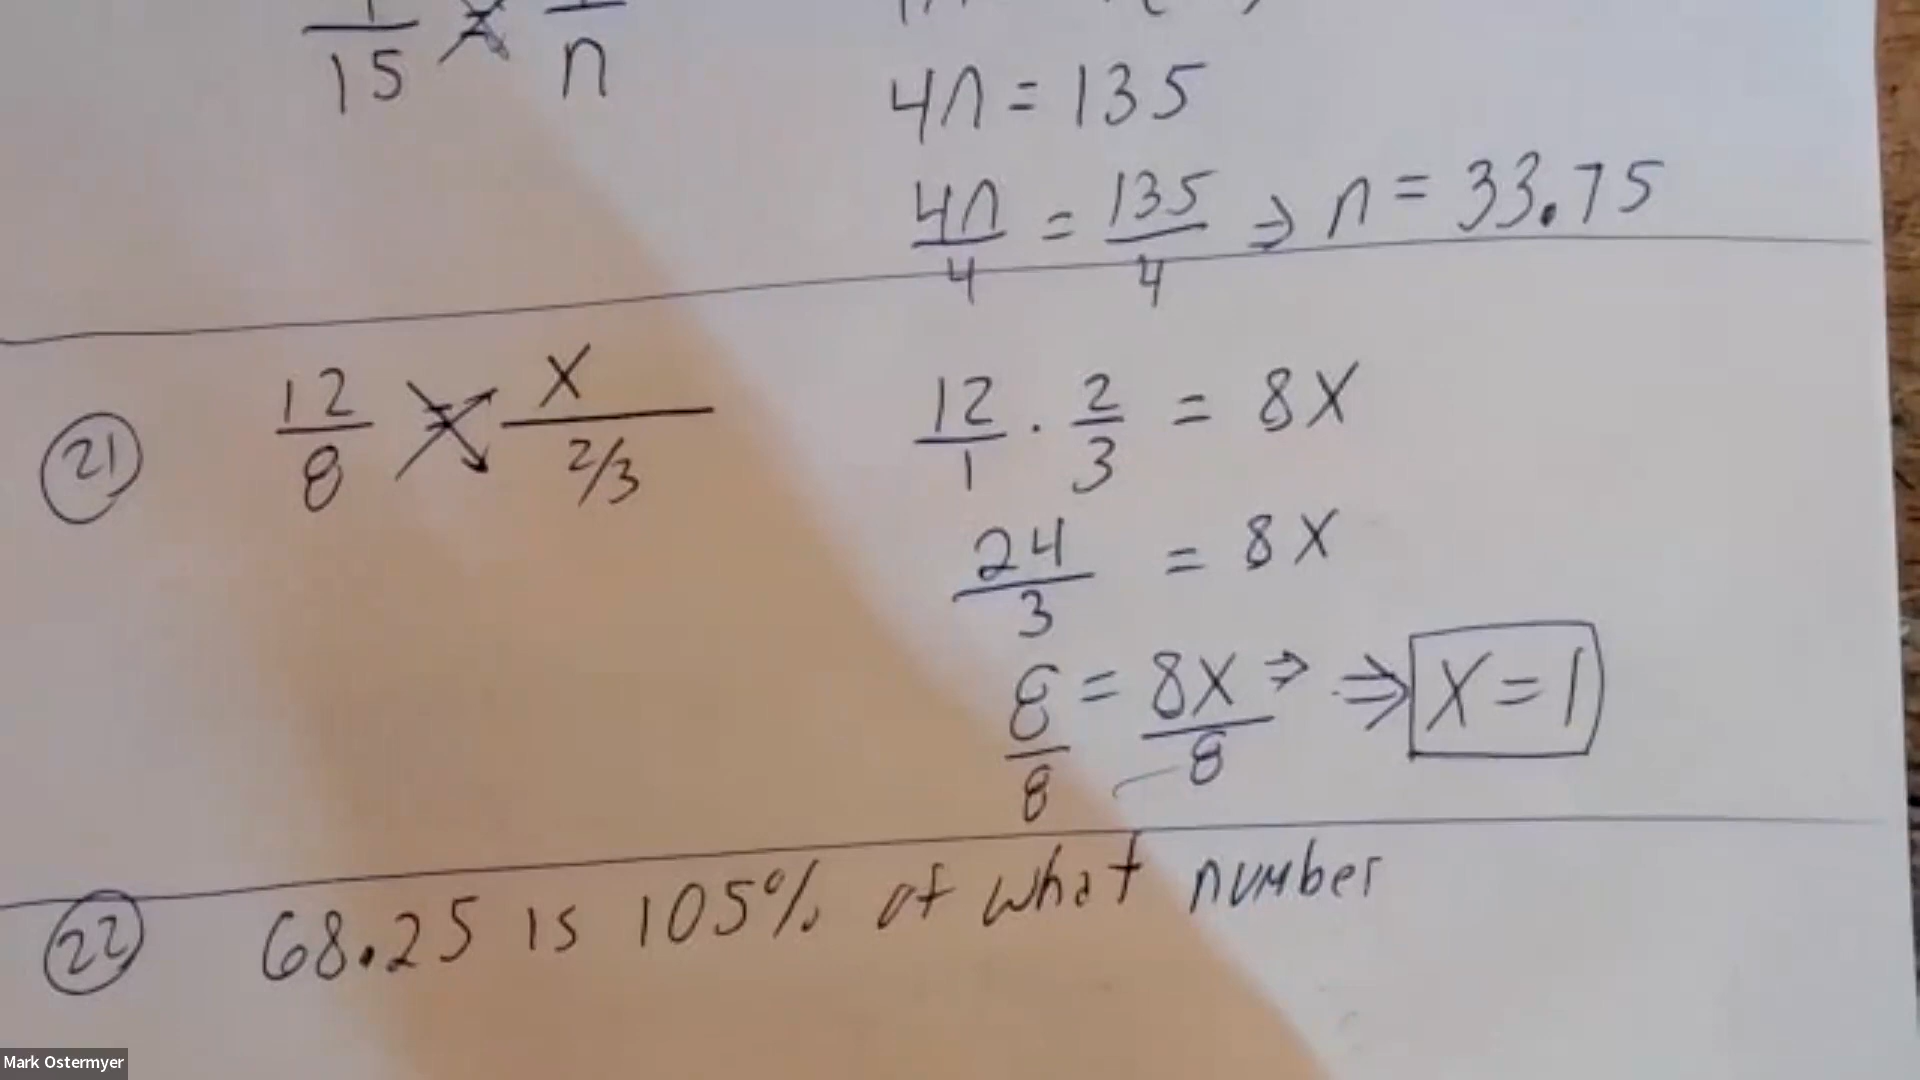 15 n
4n = 135
4n/4 = 135/4 ⇒ n = 33.75
21 12/8 = x/(2/3)
12/1 · 2/3 = 8x
24/3 = 8x
8/8 = 8x/8 ⇒ ⇒ x = 1
22 68.25 is 105% of what number
Mark Ostermyer